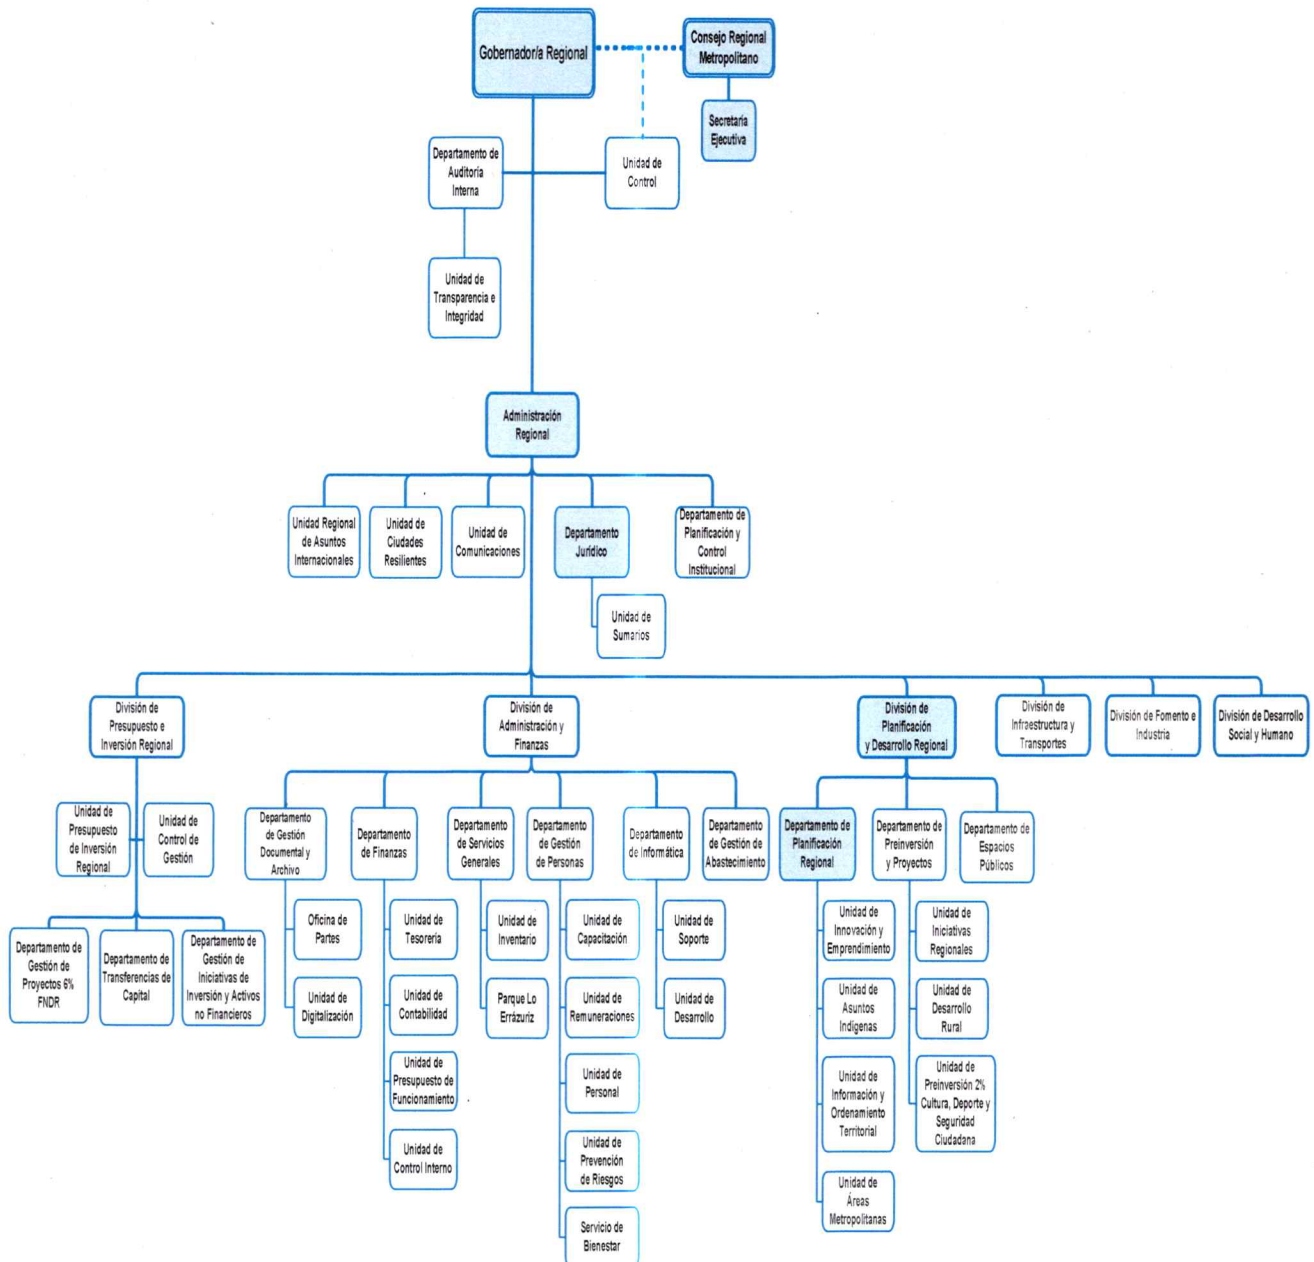 Gobernador/a Regional
Consejo Regional
Metropolitano
Secretaría
Ejecutiva
Departamento de
Auditoría
Interna
Unidad de
Control
Unidad de
Transparencia e
Integridad
Administración
Regional
Unidad Regional
de Asuntos
Internacionales
Unidad de
Ciudades
Resilientes
Unidad de
Comunicaciones
Departamento
Jurídico
Departamento de
Planificación y
Control
Institucional
Unidad de
Sumarios
División de
Presupuesto e
Inversión Regional
División de
Administración y
Finanzas
División de
Planificación
y Desarrollo Regional
División de
Infraestructura y
Transportes
División de Fomento e
Industria
División de Desarrollo
Social y Humano
Unidad de
Presupuesto
de Inversión
Regional
Unidad de
Control de
Gestión
Departamento de
Gestión de
Proyectos 6%
FNDR
Departamento de
Transferencias de
Capital
Departamento de
Gestión de
Iniciativas de
Inversión y Activos
no Financieros
Departamento
de Gestión
Documental y
Archivo
Departamento
de Finanzas
Departamento
de Servicios
Generales
Departamento
de Gestión
de Personas
Departamento
de Informática
Departamento
de Gestión de
Abastecimiento
Departamento de
Planificación
Regional
Departamento de
Preinversión
y Proyectos
Departamento de
Espacios
Públicos
Oficina de
Partes
Unidad de
Digitalización
Unidad de
Tesorería
Unidad de
Contabilidad
Unidad de
Presupuesto de
Funcionamiento
Unidad de
Control Interno
Unidad de
Inventario
Parque Lo
Errázuriz
Unidad de
Capacitación
Unidad de
Remuneraciones
Unidad de
Personal
Unidad de
Prevención
de Riesgos
Servicio de
Bienestar
Unidad de
Soporte
Unidad de
Desarrollo
Unidad de
Innovación y
Emprendimiento
Unidad de
Asuntos
Indígenas
Unidad de
Información y
Ordenamiento
Territorial
Unidad de
Áreas
Metropolitanas
Unidad de
Iniciativas
Regionales
Unidad de
Desarrollo
Rural
Unidad de
Preinversión 2%
Cultura, Deporte y
Seguridad
Ciudadana